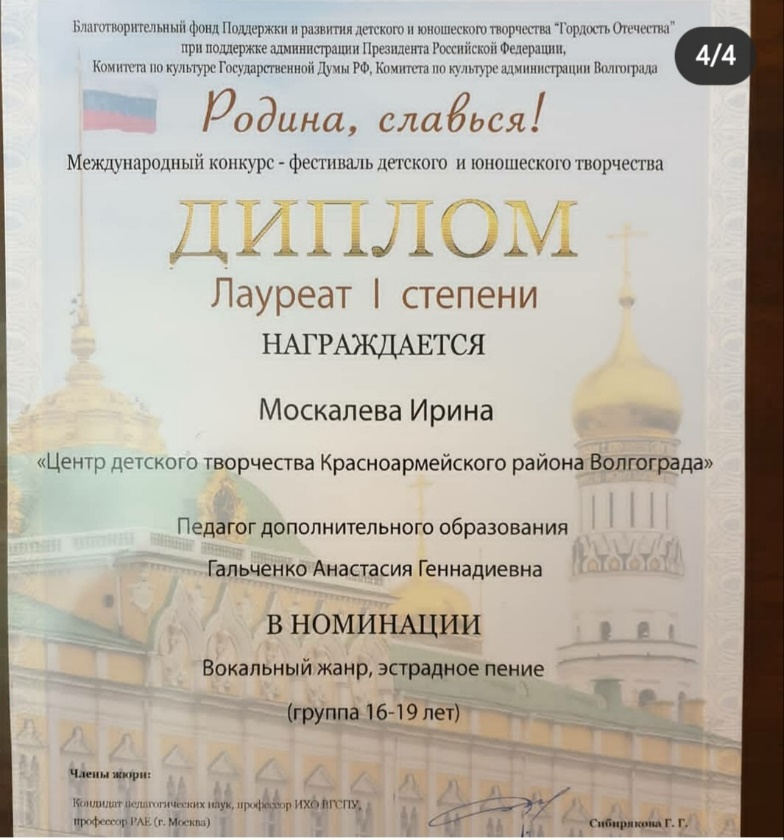 Благотворительный фонд Поддержки и развития детского и юношеского творчества "Гордость Отечества"
при поддержке администрации Президента Российской Федерации,
Комитета по культуре Государственной Думы РФ, Комитета по культуре администрации Волгограда
4/4
Родина, славься!
Международный конкурс - фестиваль детского и юношеского творчества
ДИПЛОМ
Лауреат I степени
НАГРАЖДАЕТСЯ
Москалева Ирина
«Центр детского творчества Красноармейского района Волгограда»
Педагог дополнительного образования
Гальченко Анастасия Геннадиевна
В НОМИНАЦИИ
Вокальный жанр, эстрадное пение
(группа 16-19 лет)
Члены жюри:
Кандидат педагогических наук, профессор ИХО ВГСПУ,
профессор РАЕ (г. Москва)
Сибирякова Г. Г.